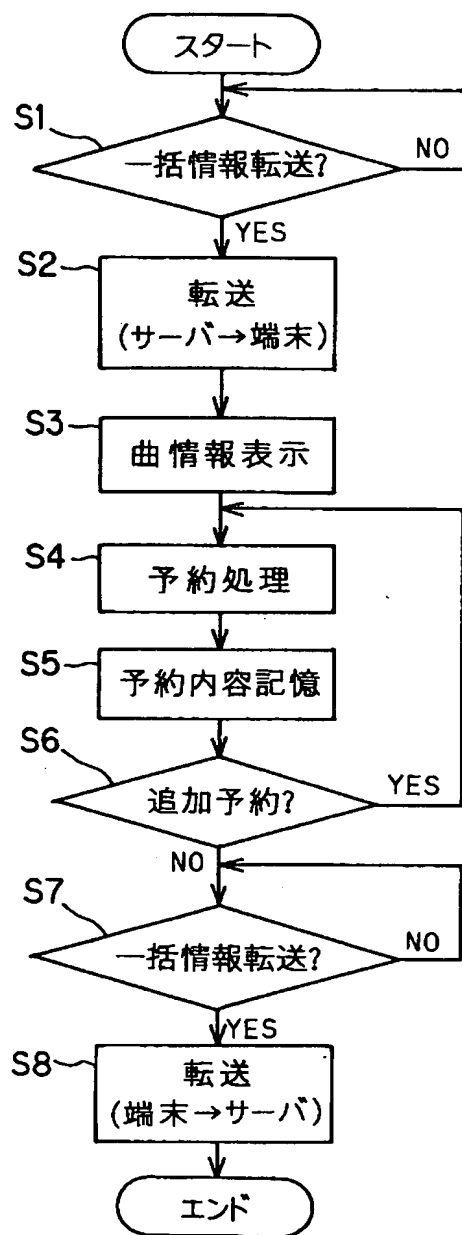 スタート
S1
一括情報転送?
NO
YES
S2
転送
(サーバ→端末)
S3
曲情報表示
S4
予約処理
S5
予約内容記憶
S6
追加予約?
YES
NO
S7
一括情報転送?
NO
YES
S8
転送
(端末→サーバ)
エンド